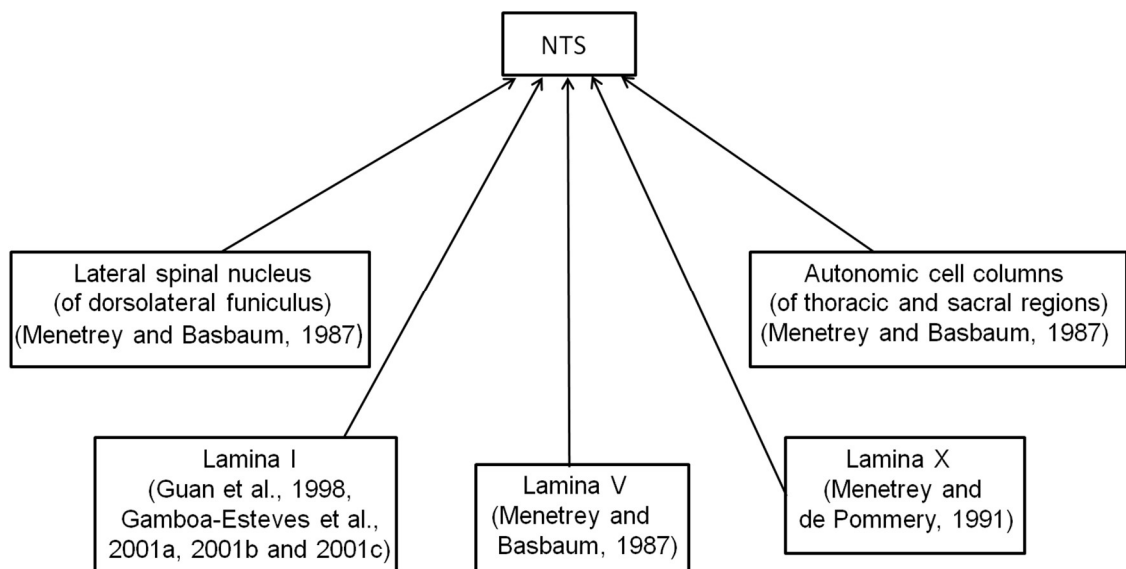 NTS
Lateral spinal nucleus
(of dorsolateral funiculus)
(Menetrey and Basbaum, 1987)
Autonomic cell columns
(of thoracic and sacral regions)
(Menetrey and Basbaum, 1987)
Lamina I
(Guan et al., 1998,
Gamboa-Esteves et al.,
2001a, 2001b and 2001c)
Lamina V
(Menetrey and
Basbaum, 1987)
Lamina X
(Menetrey and
de Pommery, 1991)